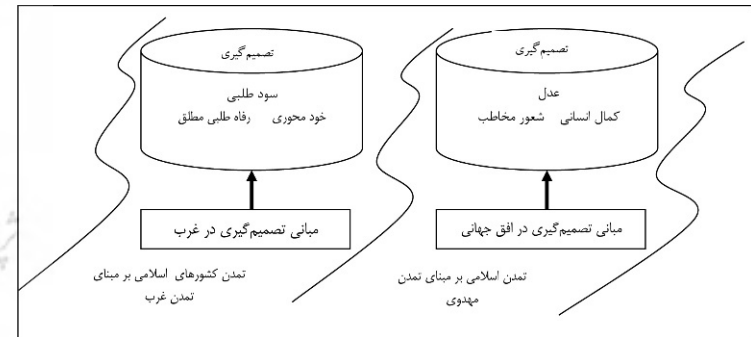 تصمیم‌گیری
عدل
کمال انسانی    شعور مخاطب
مبانی تصمیم‌گیری در افق جهانی
تمدن اسلامی بر مبنای تمدن
مهدوی
تصمیم‌گیری
سود طلبی
خود محوری    رفاه طلبی مطلق
مبانی تصمیم‌گیری در غرب
تمدن کشورهای اسلامی بر مبنای
تمدن غرب